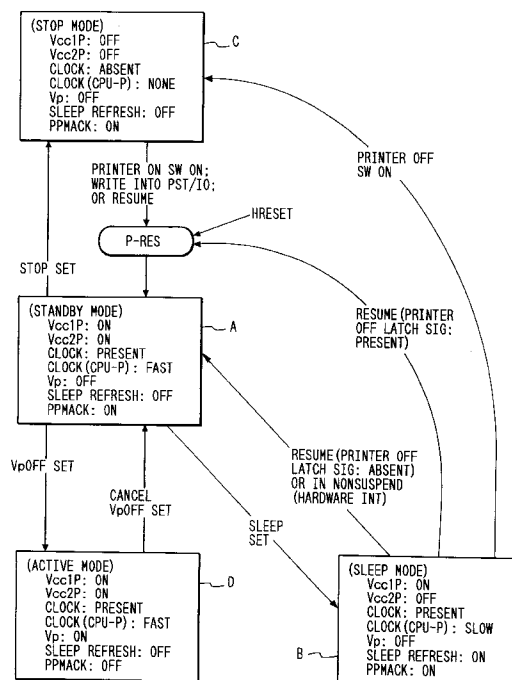 (STOP MODE)
Vcc1P: OFF
Vcc2P: OFF
CLOCK: ABSENT
CLOCK(CPU-P): NONE
Vp: OFF
SLEEP REFRESH: OFF
PPMACK: ON
C
PRINTER ON SW ON;
WRITE INTO PST/IO;
OR RESUME
PRINTER OFF
SW ON
HRESET
P-RES
STOP SET
RESUME(PRINTER
OFF LATCH SIG:
PRESENT)
(STANDBY MODE)
Vcc1P: ON
Vcc2P: ON
CLOCK: PRESENT
CLOCK(CPU-P): FAST
Vp: OFF
SLEEP REFRESH: OFF
PPMACK: ON
A
RESUME(PRINTER OFF
LATCH SIG: ABSENT)
OR IN NONSUSPEND
(HARDWARE INT)
VpOFF SET
CANCEL
VpOFF SET
SLEEP
SET
(ACTIVE MODE)
Vcc1P: ON
Vcc2P: ON
CLOCK: PRESENT
CLOCK(CPU-P): FAST
Vp: ON
SLEEP REFRESH: OFF
PPMACK: OFF
D
(SLEEP MODE)
Vcc1P: ON
Vcc2P: OFF
CLOCK: PRESENT
CLOCK(CPU-P): SLOW
Vp: OFF
SLEEP REFRESH: ON
PPMACK: ON
B